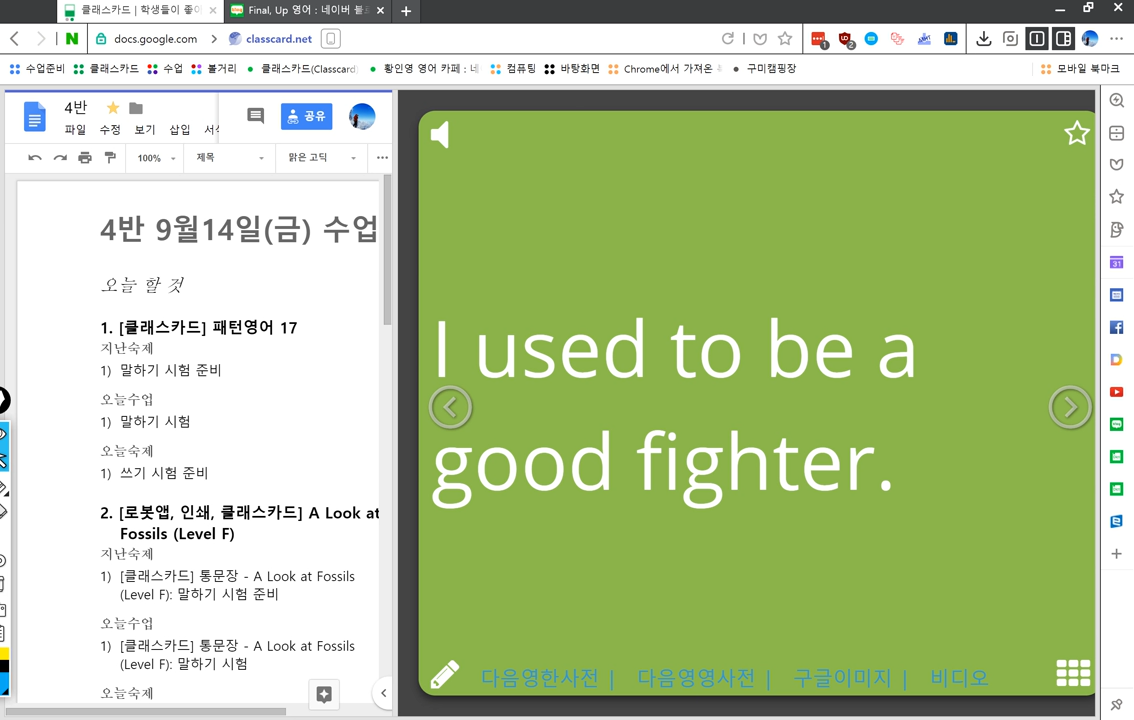 클래스카드 | 학생들이 좋아
Final, Up 영어 : 네이버 블로
docs.google.com
classcard.net
수업준비
클래스카드
수업
볼거리
클래스카드(Classcard
황인영 영어 카페 : 네
컴퓨팅
바탕화면
Chrome에서 가져온
구미캠핑장
모바일 북마크
4반
파일 수정 보기 삽입 서식
공유
100%
제목
맑은 고딕
4반 9월14일(금) 수업
오늘 할 것
1. [클래스카드] 패턴영어 17
지난숙제
1) 말하기 시험 준비
오늘수업
1) 말하기 시험
오늘숙제
1) 쓰기 시험 준비
2. [로봇앱, 인쇄, 클래스카드] A Look at
Fossils (Level F)
지난숙제
1) [클래스카드] 통문장 - A Look at Fossils
(Level F): 말하기 시험 준비
오늘수업
1) [클래스카드] 통문장 - A Look at Fossils
(Level F): 말하기 시험
오늘숙제
I used to be a
good fighter.
다음영한사전 | 다음영영사전 | 구글이미지 | 비디오